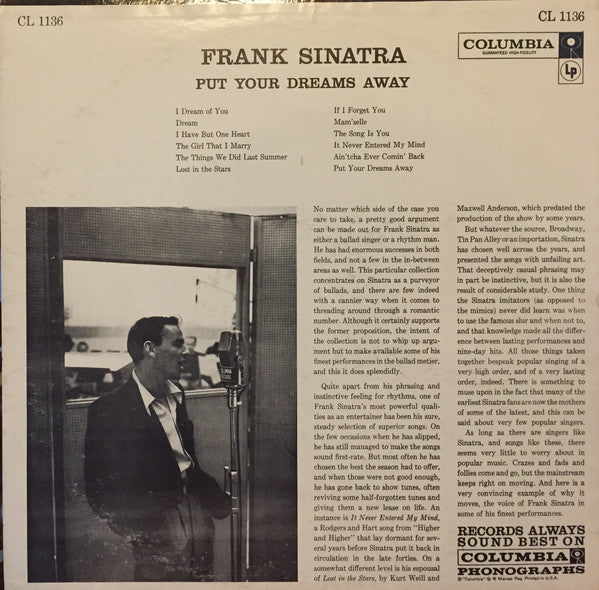 CL 1136
CL 1136
FRANK SINATRA
PUT YOUR DREAMS AWAY
COLUMBIA
GUARANTEED HIGH-FIDELITY
Lp
I Dream of You
Dream
I Have But One Heart
The Girl That I Marry
The Things We Did Last Summer
Lost in the Stars
If I Forget You
Mam'selle
The Song Is You
It Never Entered My Mind
Ain'tcha Ever Comin' Back
Put Your Dreams Away
No matter which side of the case you
care to take, a pretty good argument
can be made out for Frank Sinatra as
either a ballad singer or a rhythm man.
He has had enormous successes in both
fields, and not a few in the in-between
areas as well. This particular collection
concentrates on Sinatra as a purveyor
of ballads, and there are few indeed
with a cannier way when it comes to
threading around through a romantic
number. Although it certainly supports
the former proposition, the intent of
the collection is not to whip up argu-
ment but to make available some of his
finest performances in the ballad metier,
and this it does splendidly.
Quite apart from his phrasing and
instinctive feeling for rhythms, one of
Frank Sinatra's most powerful quali-
ties as an entertainer has been his sure,
steady selection of superior songs. On
the few occasions when he has slipped,
he has still managed to make the songs
sound first-rate. But most often he has
chosen the best the season had to offer,
and when those were not good enough,
he has gone back to show tunes, often
reviving some half-forgotten tunes and
giving them a new lease on life. An
instance is It Never Entered My Mind,
a Rodgers and Hart song from "Higher
and Higher" that lay dormant for sev-
eral years before Sinatra put it back in
circulation in the late forties. On a
somewhat different level is his espousal
of Lost in the Stars, by Kurt Weill and
Maxwell Anderson, which predated the
production of the show by some years.
But whatever the source, Broadway,
Tin Pan Alley or an importation, Sinatra
has chosen well across the years, and
presented the songs with unfailing art.
That deceptively casual phrasing may
in part be instinctive, but it is also the
result of considerable study. One thing
the Sinatra imitators (as opposed to
the mimics) never did learn was when
to use the famous slur and when not to,
and that knowledge made all the differ-
ence between lasting performances and
nine-day hits. All those things taken
together bespeak popular singing of a
very high order, and of a very lasting
order, indeed. There is something to
muse upon in the fact that many of the
earliest Sinatra fans are now the mothers
of some of the latest, and this can be
said about very few popular singers.
As long as there are singers like
Sinatra, and songs like these, there
seems very little to worry about in
popular music. Crazes and fads and
follies come and go, but the mainstream
keeps right on moving. And here is a
very convincing example of why it
moves, the voice of Frank Sinatra in
some of his finest performances.
RECORDS ALWAYS
SOUND BEST ON
COLUMBIA
PHONOGRAPHS
® "Columbia" ® Marcas Reg. Printed in U.S.A.